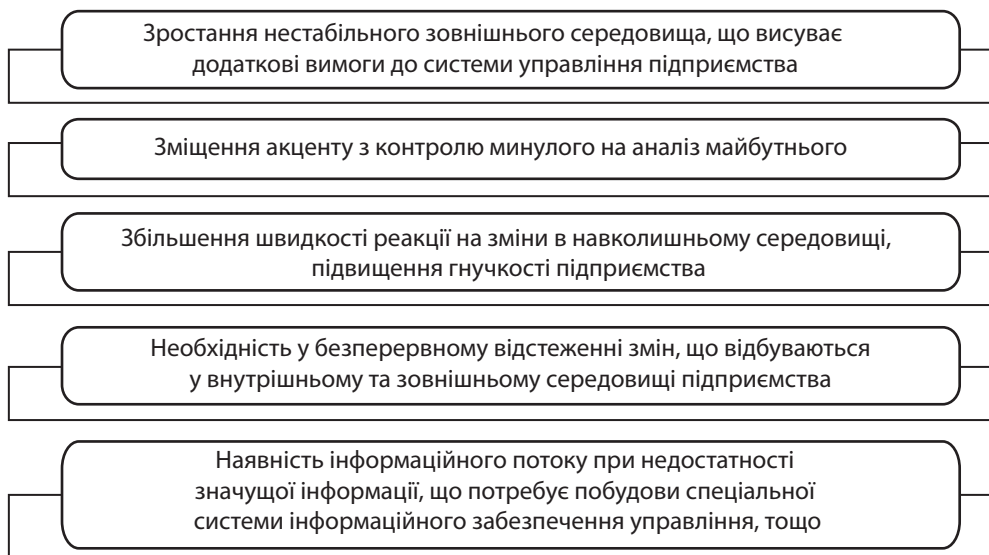 Зростання нестабільного зовнішнього середовища, що висуває
додаткові вимоги до системи управління підприємства
Зміщення акценту з контролю минулого на аналіз майбутнього
Збільшення швидкості реакції на зміни в навколишньому середовищі,
підвищення гнучкості підприємства
Необхідність у безперервному відстеженні змін, що відбуваються
у внутрішньому та зовнішньому середовищі підприємства
Наявність інформаційного потоку при недостатності
значущої інформації, що потребує побудови спеціальної
системи інформаційного забезпечення управління, тощо